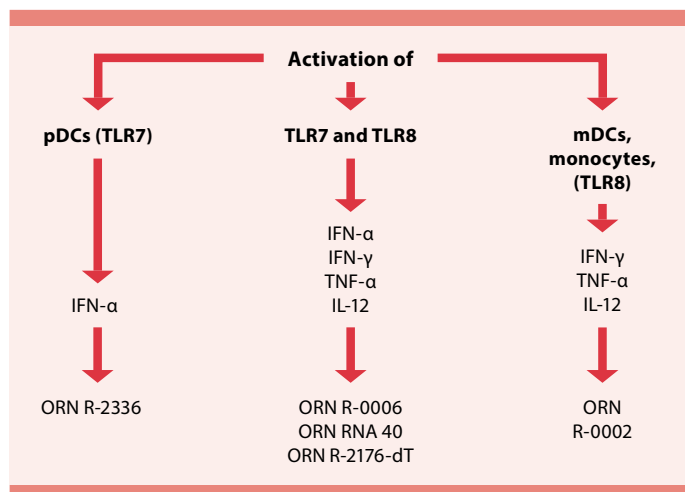 Activation of
pDCs (TLR7)
IFN-α
ORN R-2336
TLR7 and TLR8
IFN-α
IFN-γ
TNF-α
IL-12
ORN R-0006
ORN RNA 40
ORN R-2176-dT
mDCs,
monocytes,
(TLR8)
IFN-γ
TNF-α
IL-12
ORN
R-0002